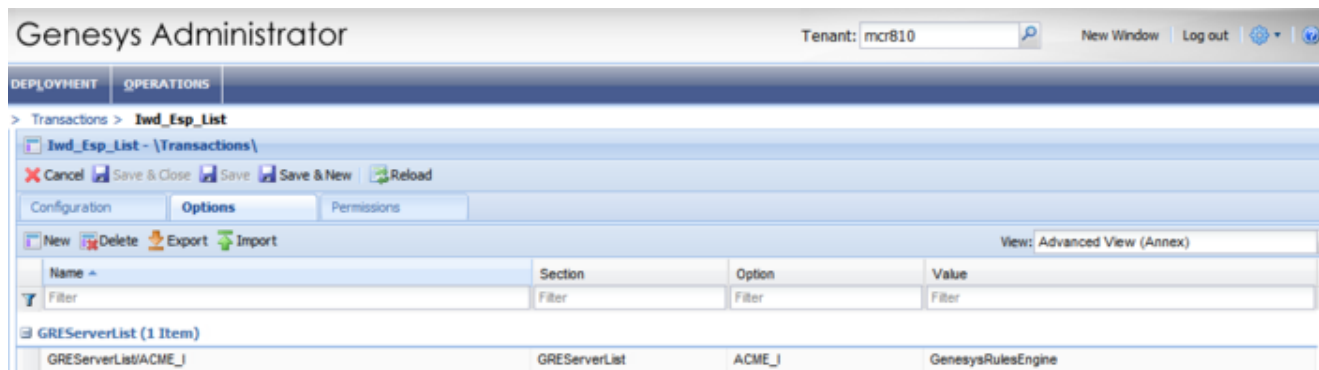 Genesys Administrator Tenant: mcr810 New Window Log out
DEPLOYMENT OPERATIONS
> Transactions > Iwd_Esp_List
Iwd_Esp_List - \Transactions\
Cancel Save & Close Save Save & New Reload
Configuration Options Permissions
New Delete Export Import View: Advanced View (Annex)
Name Section Option Value
Filter Filter Filter Filter
GREServerList (1 Item)
GREServerList/ACME_I GREServerList ACME_I GenesysRulesEngine